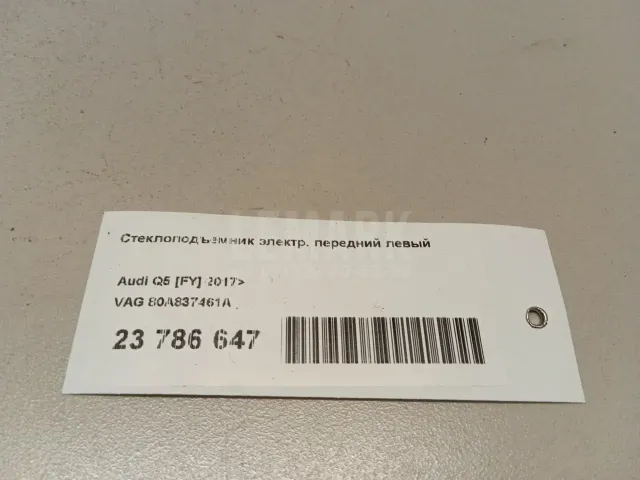 Стеклоподъемник электр. передний левый
Audi Q5 [FY] 2017>
VAG 80A837461A
23 786 647